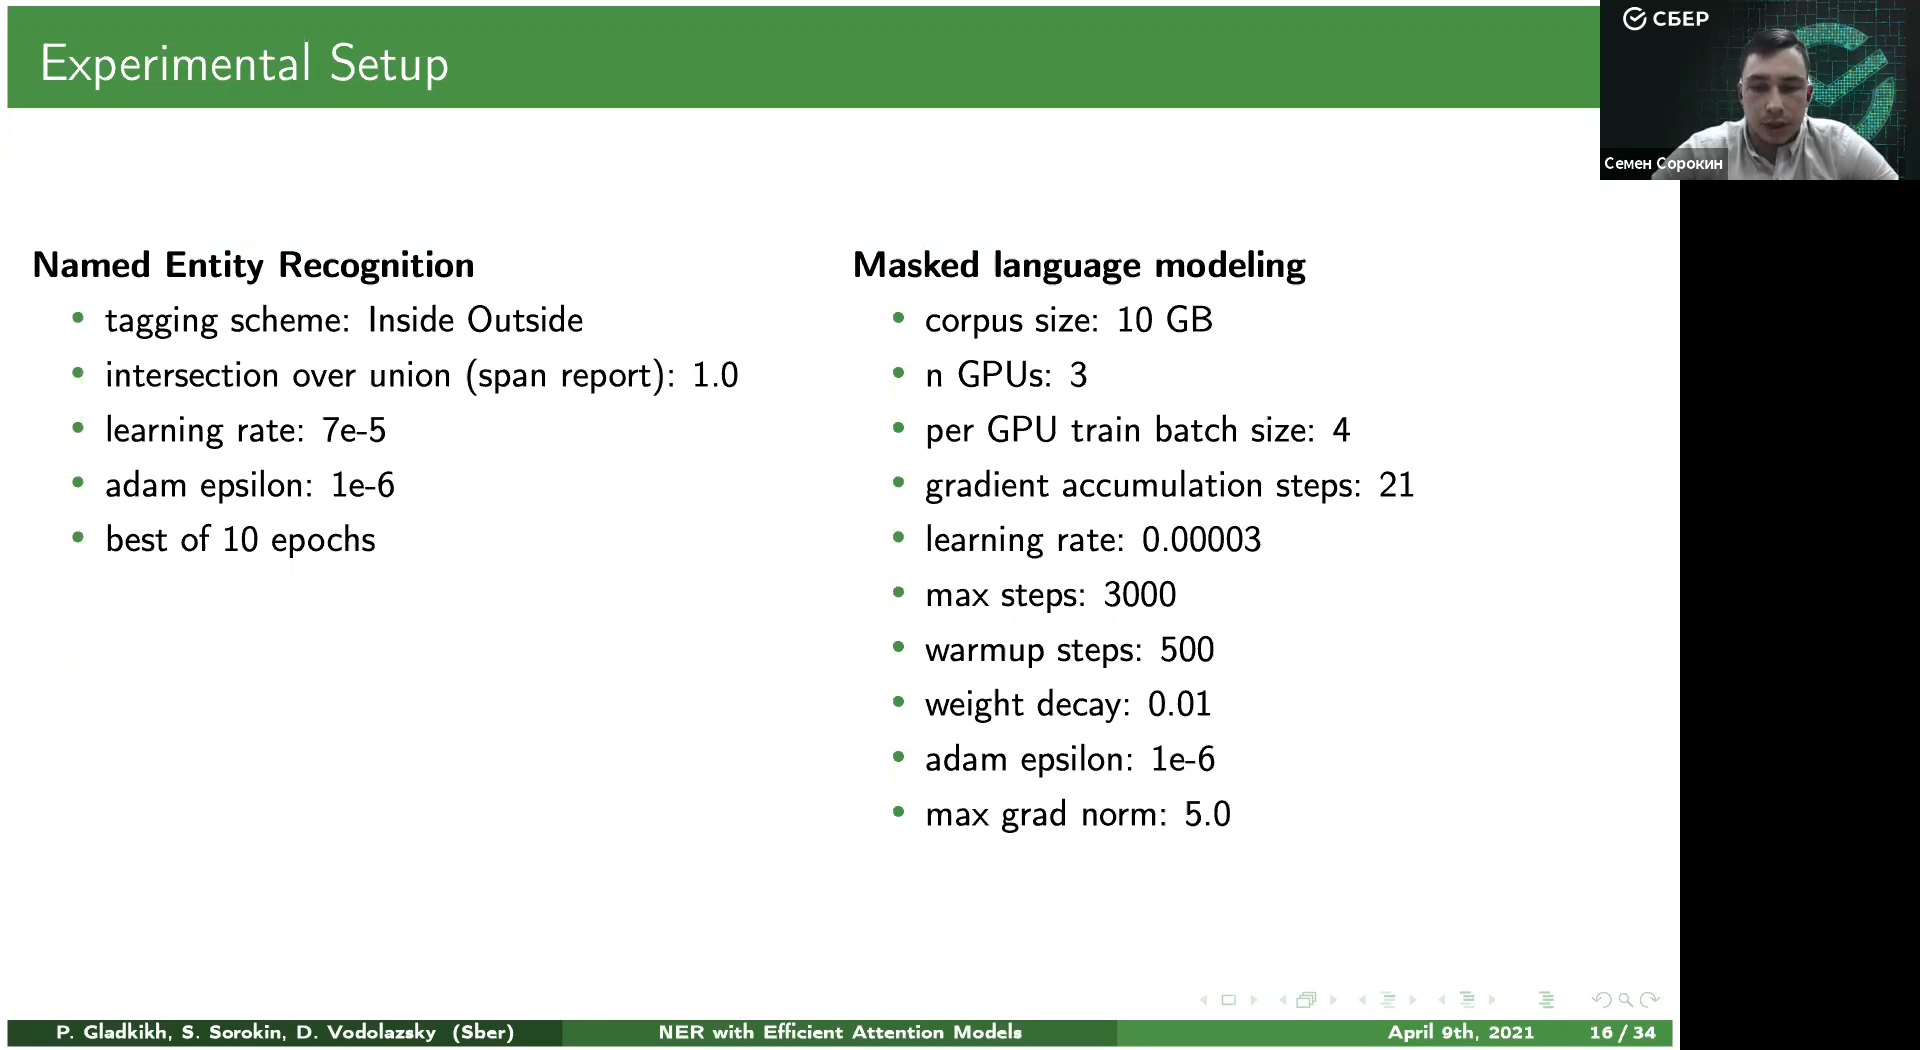 Experimental Setup
СБЕР
Семен Сорокин
Named Entity Recognition
• tagging scheme: Inside Outside
• intersection over union (span report): 1.0
• learning rate: 7e-5
• adam epsilon: 1e-6
• best of 10 epochs
Masked language modeling
• corpus size: 10 GB
• n GPUs: 3
• per GPU train batch size: 4
• gradient accumulation steps: 21
• learning rate: 0.00003
• max steps: 3000
• warmup steps: 500
• weight decay: 0.01
• adam epsilon: 1e-6
• max grad norm: 5.0
P. Gladkikh, S. Sorokin, D. Vodolazsky (Sber)
NER with Efficient Attention Models
April 9th, 2021
16 / 34